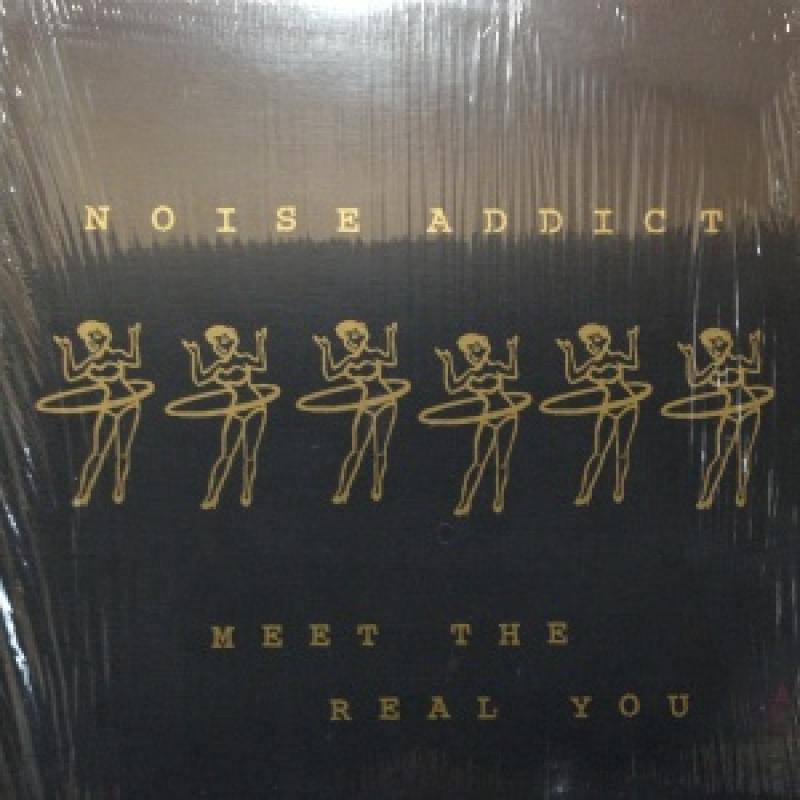 NOISE ADDICT
MEET THE
REAL YOU